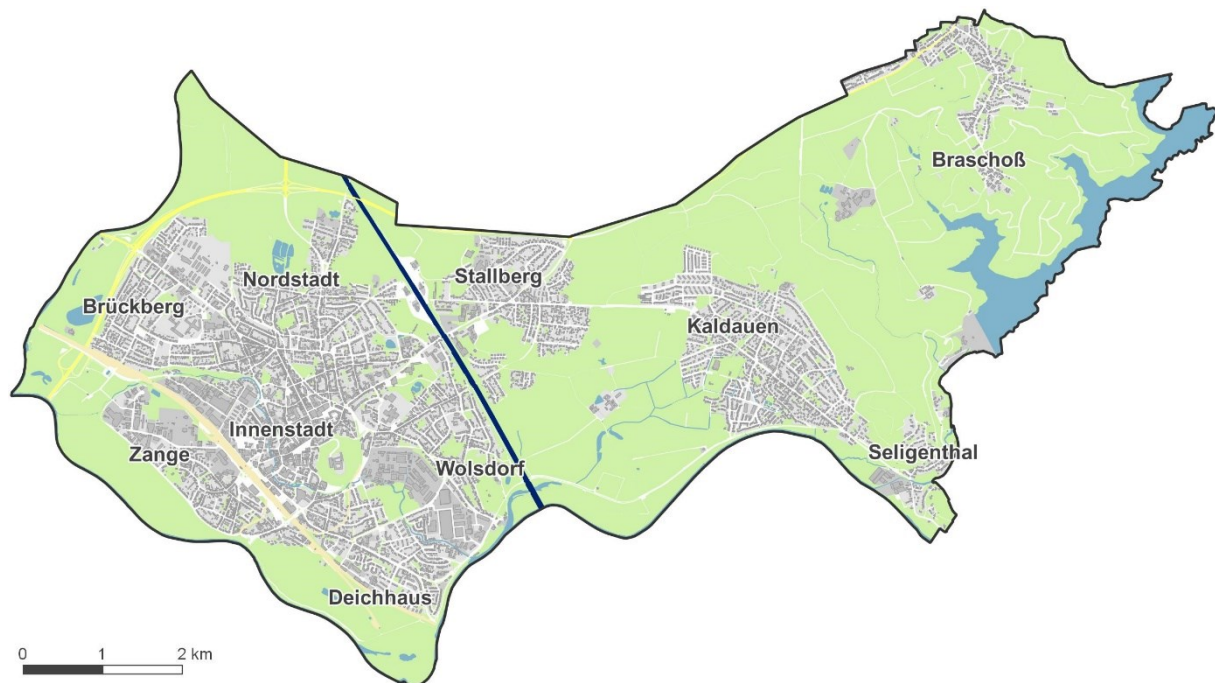 Braschoß
Nordstadt
Stallberg
Brückberg
Kaldauen
Innenstadt
Zange
Wolsdorf
Seligenthal
Deichhaus
0 1 2 km